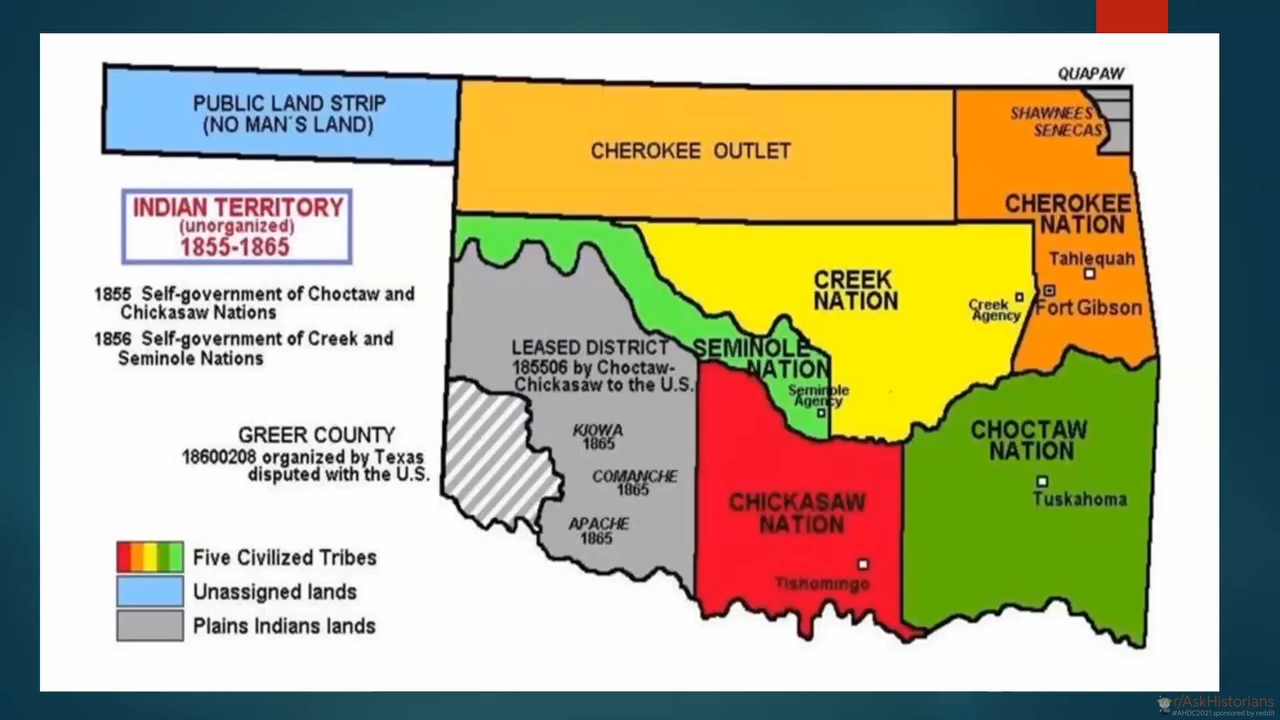 QUAPAW
PUBLIC LAND STRIP
(NO MAN´S LAND)
CHEROKEE OUTLET
SHAWNEES
SENECAS
CHEROKEE
NATION
Tahlequah
Fort Gibson
INDIAN TERRITORY
(unorganized)
1855-1865
1855 Self-government of Choctaw and
Chickasaw Nations
1856 Self-government of Creek and
Seminole Nations
CREEK
NATION
Creek
Agency
LEASED DISTRICT
185506 by Choctaw-
Chickasaw to the U.S.
SEMINOLE
NATION
Seminole
Agency
KIOWA
1865
COMANCHE
1865
APACHE
1865
GREER COUNTY
18600208 organized by Texas
disputed with the U.S.
CHOCTAW
NATION
Tuskahoma
CHICKASAW
NATION
Tishomingo
Five Civilized Tribes
Unassigned lands
Plains Indians lands
r/AskHistorians
#AHDC2021 sponsored by reddit